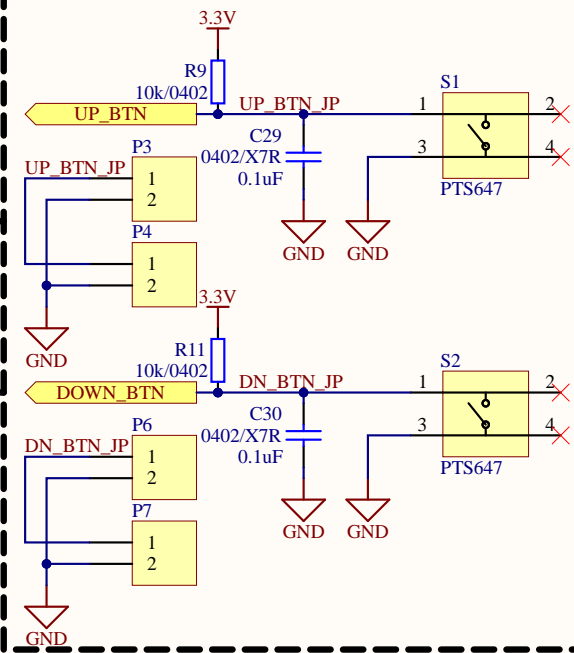 3.3V
R9
10k/0402
UP_BTN
UP_BTN_JP
S1
1
2
3
4
PTS647
C29
0402/X7R
0.1uF
GND
GND
P3
UP_BTN_JP
1
2
P4
1
2
GND
3.3V
R11
10k/0402
DOWN_BTN
DN_BTN_JP
S2
1
2
3
4
PTS647
C30
0402/X7R
0.1uF
GND
GND
P6
DN_BTN_JP
1
2
P7
1
2
GND